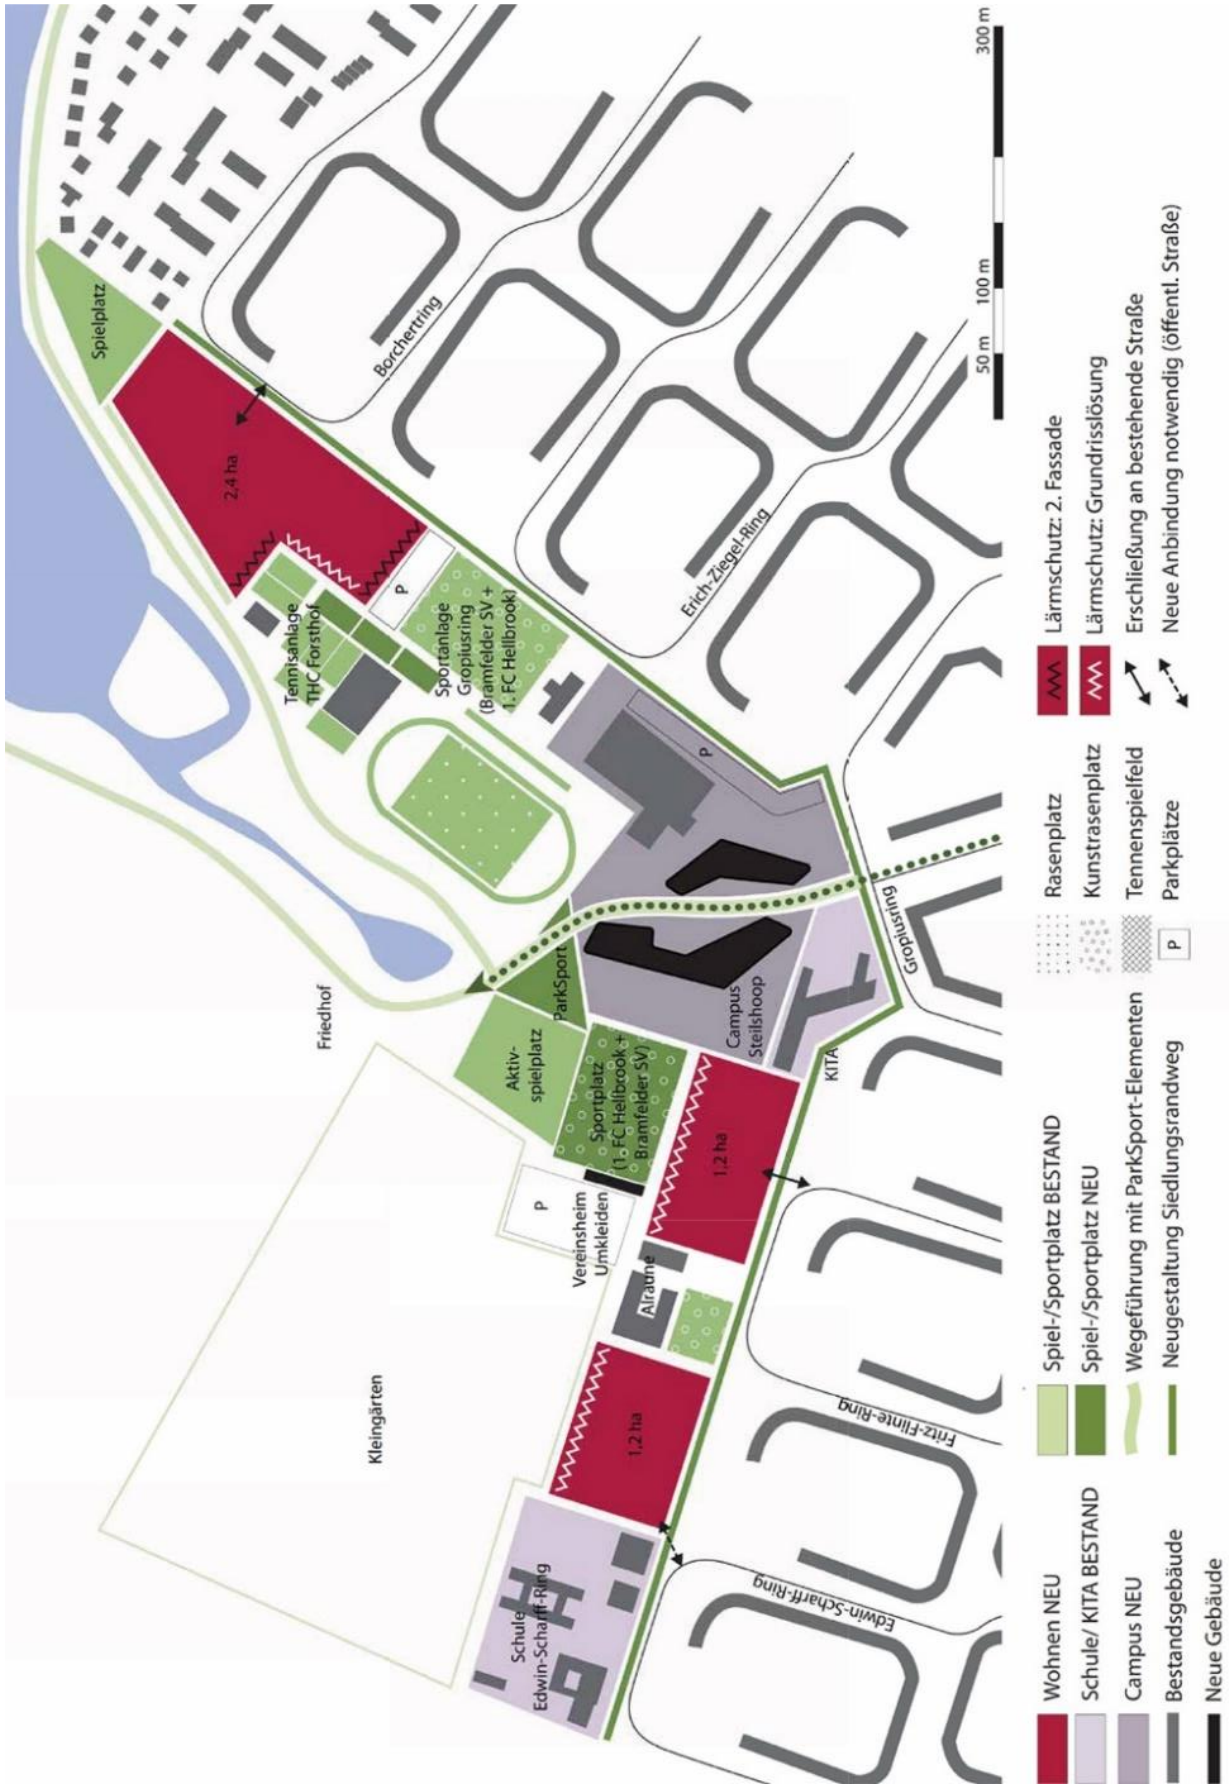 Friedhof
Kleingärten
Spielplatz
2,4 ha
Borchertring
Tennisanlage
THC Forsthof
P
Sportanlage
Gropiusring
(Bramfelder SV +
1. FC Hellbrook)
Erich-Ziegel-Ring
P
ParkSport
Aktiv-
spielplatz
Sportplatz
(1. FC Hellbrook +
Bramfelder SV)
Campus
Steilshoop
KITA
Gropiusring
P
Vereinsheim
Umkleiden
1,2 ha
Alraune
1,2 ha
Fritz-Flinte-Ring
Schule
Edwin-Scharff-Ring
Edwin-Scharff-Ring
50 m
100 m
300 m
Wohnen NEU
Schule/ KITA BESTAND
Campus NEU
Bestandsgebäude
Neue Gebäude
Spiel-/Sportplatz BESTAND
Spiel-/Sportplatz NEU
Wegeführung mit ParkSport-Elementen
Neugestaltung Siedlungsrandweg
Rasenplatz
Kunstrasenplatz
Tennenspielfeld
P
Parkplätze
Lärmschutz: 2. Fassade
Lärmschutz: Grundrisslösung
Erschließung an bestehende Straße
Neue Anbindung notwendig (öffentl. Straße)